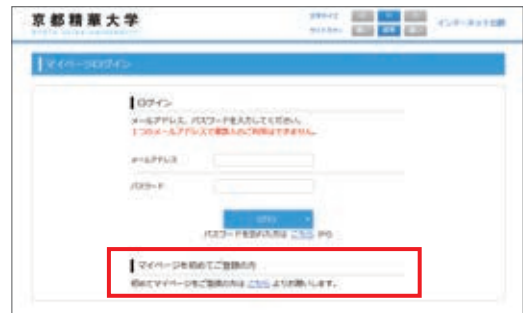 京都精華大学
インターネット出願
マイページログイン
ログイン
メールアドレス、パスワードを入力してください。
1つのメールアドレスで複数人のご利用はできません。
メールアドレス
パスワード
ログイン
パスワードを忘れた方は こちら から
マイページを初めてご登録の方
初めてマイページをご登録の方は こちら よりお願いします。